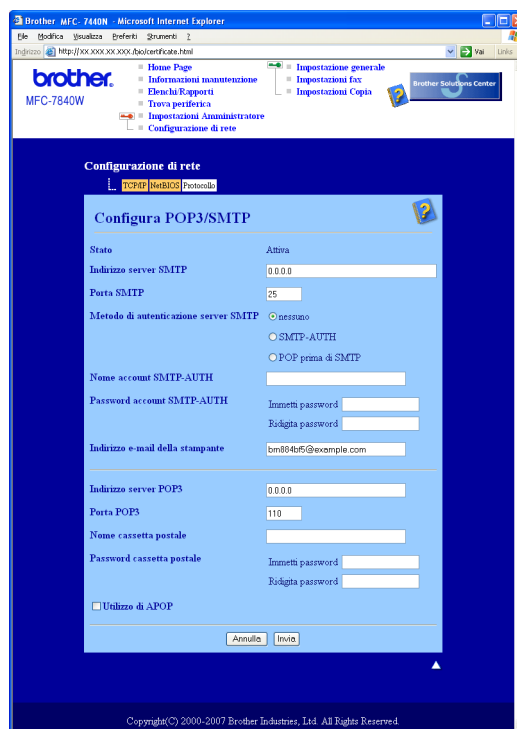 Brother MFC- 7440N - Microsoft Internet Explorer
File Modifica Visualizza Preferiti Strumenti ?
Indirizzo http://XX.XXX.XX.XXX./bio/certificate.html Vai Links
brother.
MFC-7840W
Home Page
Informazioni manutenzione
Elenchi/Rapporti
Trova periferica
Impostazioni Amministratore
Configurazione di rete
Impostazione generale
Impostazioni fax
Impostazioni Copia
Brother Solutions Center
Configurazione di rete
TCP/IP NetBIOS Protocollo
Configura POP3/SMTP
Stato Attiva
Indirizzo server SMTP 0.0.0.0
Porta SMTP 25
Metodo di autenticazione server SMTP nessuno
SMTP-AUTH
POP prima di SMTP
Nome account SMTP-AUTH
Password account SMTP-AUTH Immetti password
Ridigita password
Indirizzo e-mail della stampante brn884bf5@example.com
Indirizzo server POP3 0.0.0.0
Porta POP3 110
Nome cassetta postale
Password cassetta postale Immetti password
Ridigita password
Utilizzo di APOP
Annulla Invia
Copyright(C) 2000-2007 Brother Industries, Ltd. All Rights Reserved.